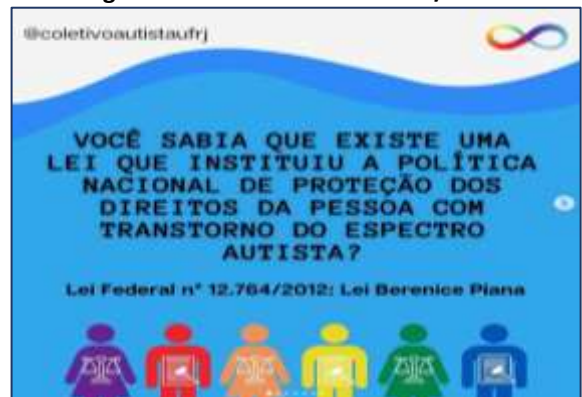 @coletivoautistaufrj
VOCÊ SABIA QUE EXISTE UMA
LEI QUE INSTITUIU A POLÍTICA
NACIONAL DE PROTEÇÃO DOS
DIREITOS DA PESSOA COM
TRANSTORNO DO ESPECTRO
AUTISTA?
Lei Federal n° 12.764/2012: Lei Berenice Piana